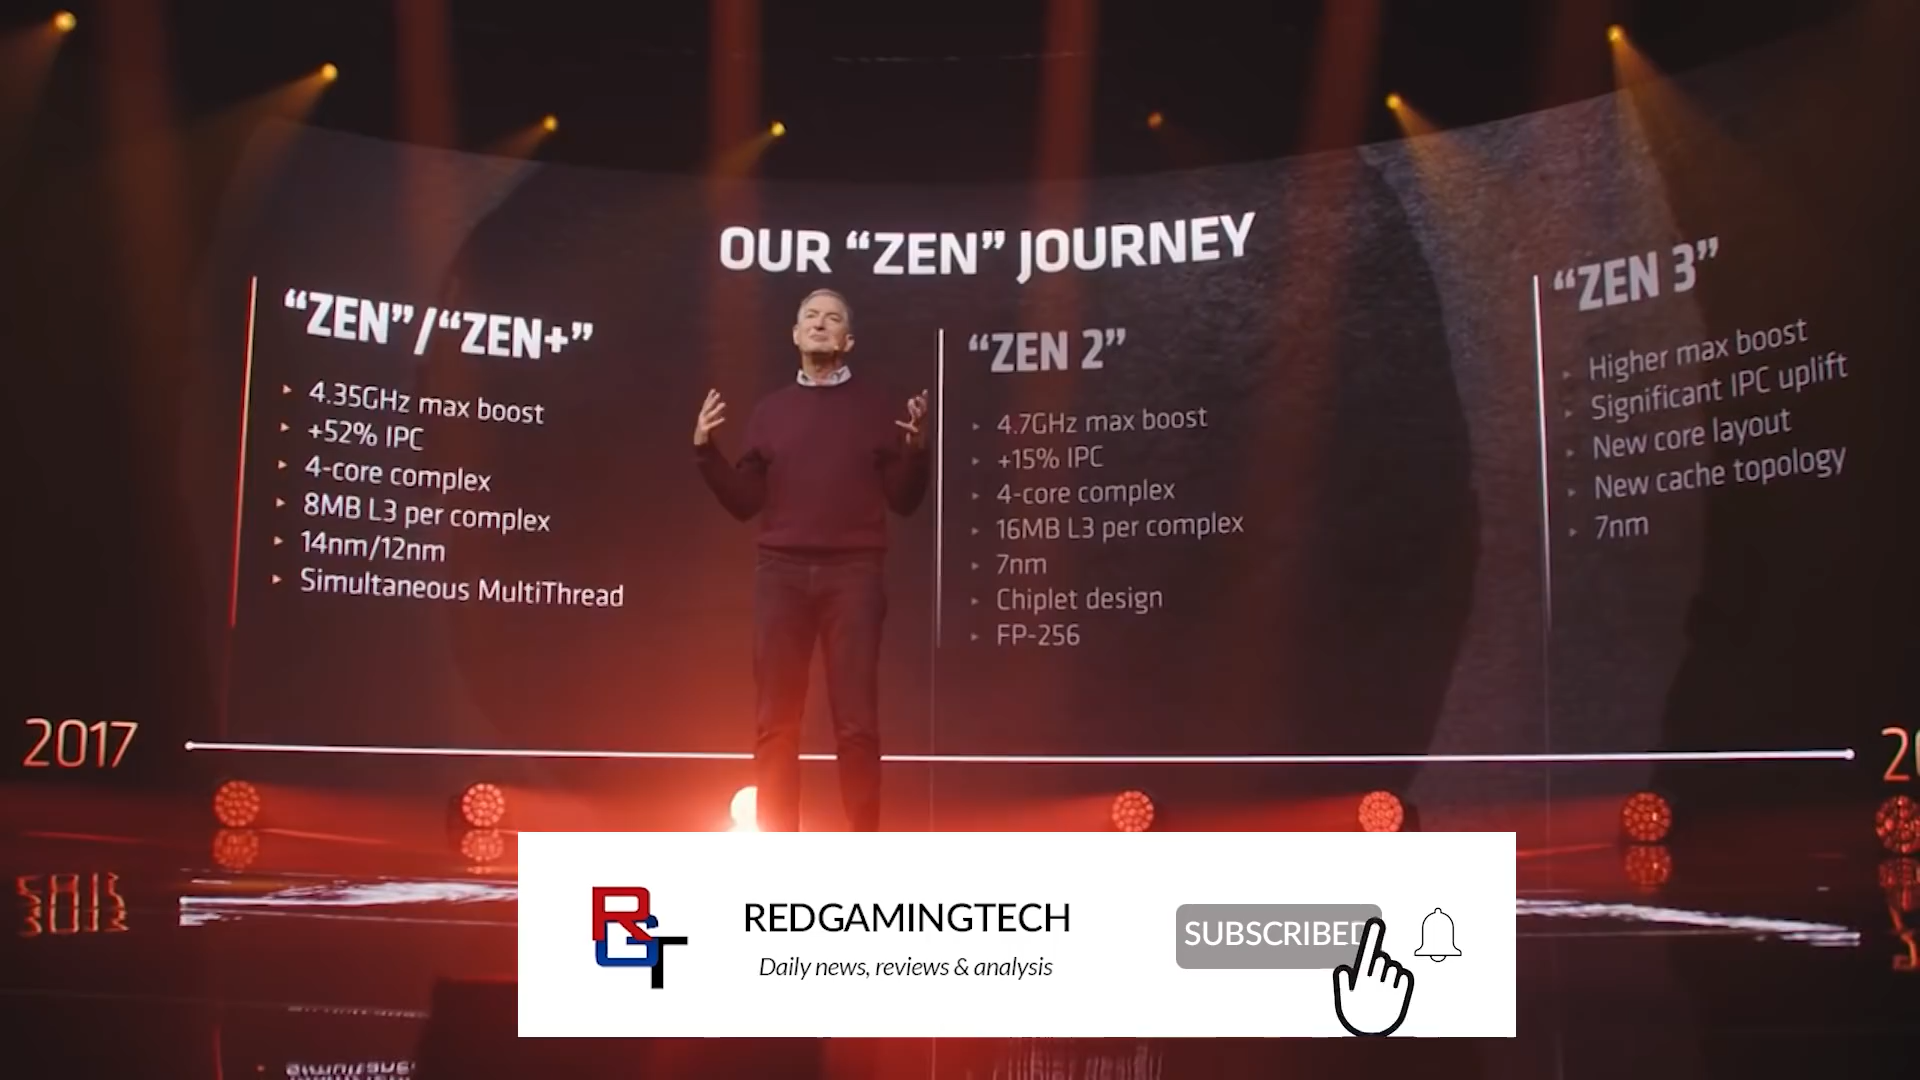 OUR “ZEN” JOURNEY
“ZEN”/“ZEN+”
4.35GHz max boost
+52% IPC
4-core complex
8MB L3 per complex
14nm/12nm
Simultaneous MultiThread
“ZEN 2”
4.7GHz max boost
+15% IPC
4-core complex
16MB L3 per complex
7nm
Chiplet design
FP-256
“ZEN 3”
Higher max boost
Significant IPC uplift
New core layout
New cache topology
7nm
2017
RGT
REDGAMINGTECH
Daily news, reviews & analysis
SUBSCRIBED